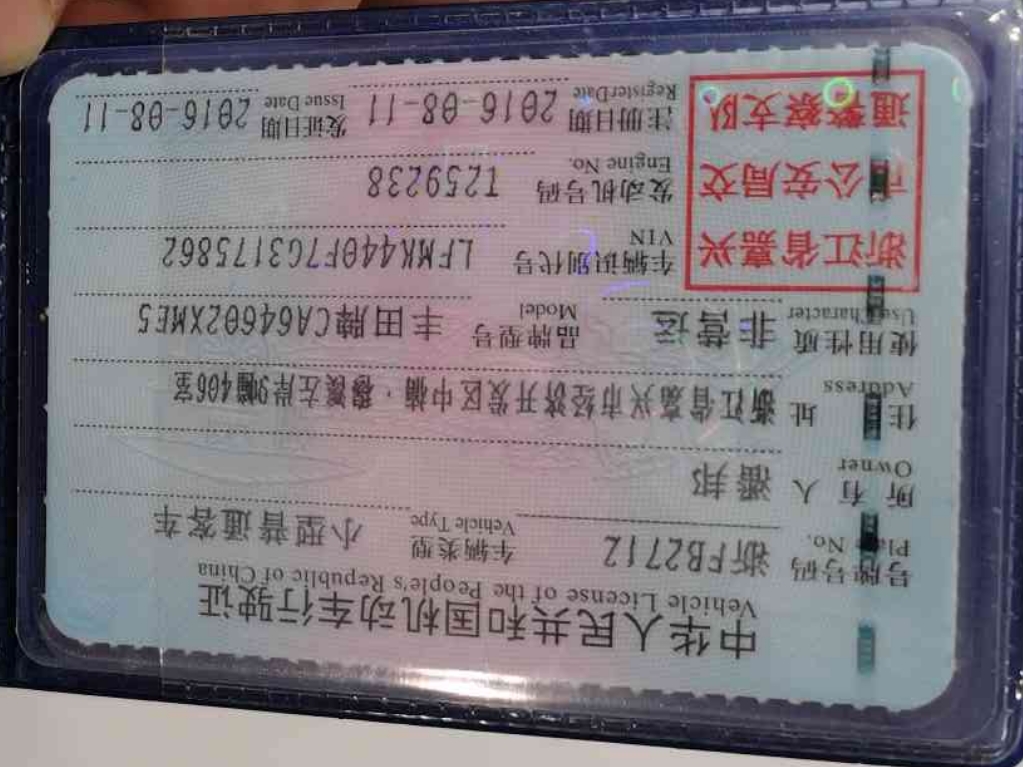 中华人民共和国机动车行驶证
Vehicle License of the People's Republic of China
号牌号码 浙FB2712 车辆类型 小型普通客车
Plate No. Vehicle Type
所有人 潘邦
Owner
住址 浙江省嘉兴市经济开发区中楠·
Address 左岸 406室
使用性质 非营运 品牌型号 丰田牌CA64602XME5
Use Character Model
浙江省嘉兴
市公安局交
通警察支队
车辆识别代号 LFMK440F7G3175862
VIN
发动机号码 T259238
Engine No.
注册日期 2016-08-11 发证日期 2016-08-11
Register Date Issue Date